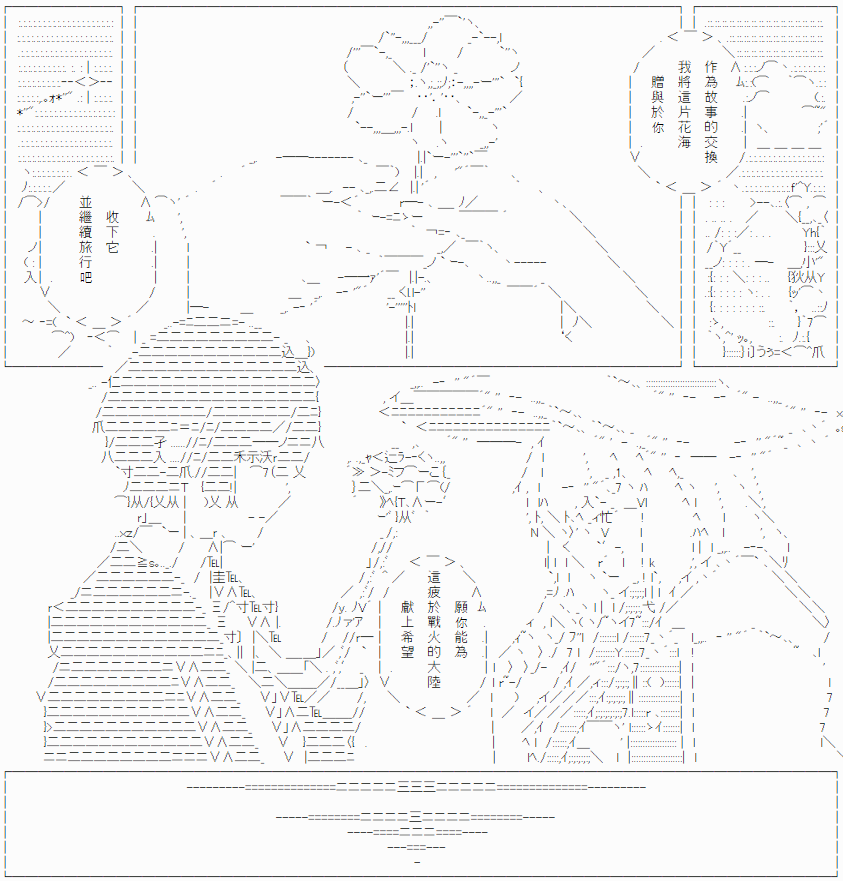 作為故事的交換
我將這片花海
贈與於你
收下它
並繼續旅行吧
願你能為
這疲於戰火的大陸
獻上希望